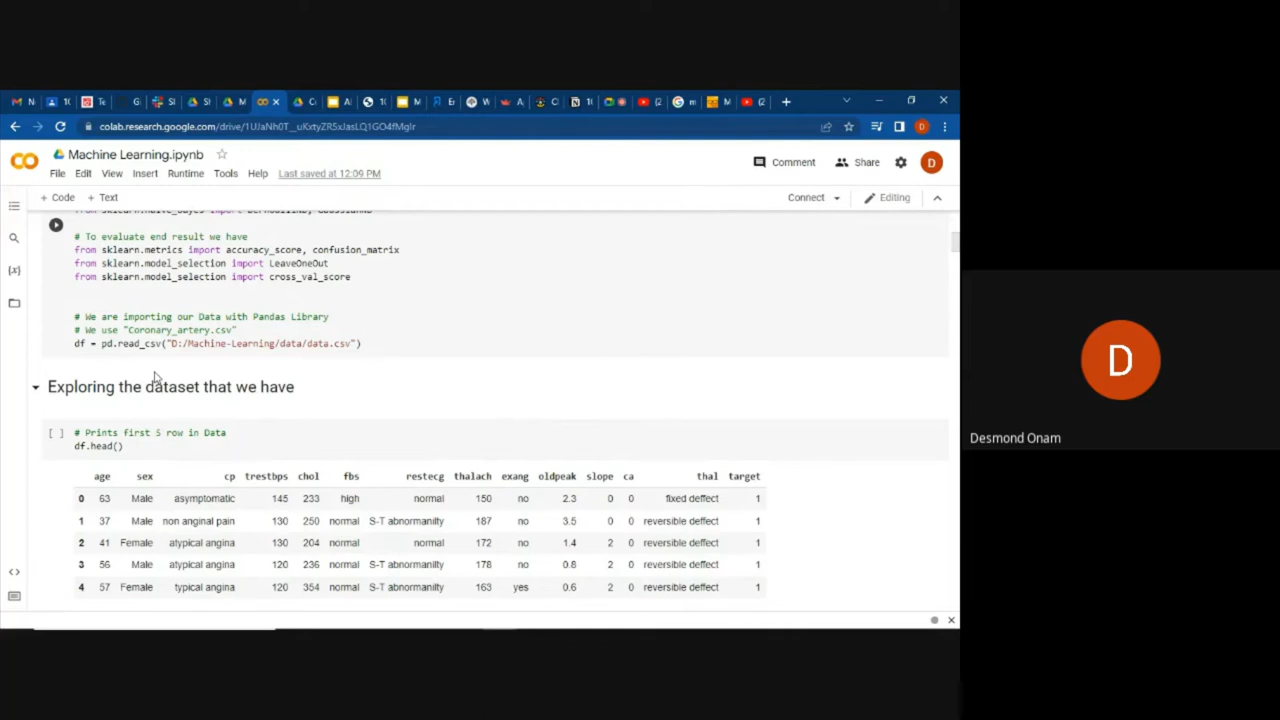 colab.research.google.com/drive/1UJaNh0T__uKxtyZR5xJasLQ1GO4fMgIr
Machine Learning.ipynb
Comment
Share
D
File Edit View Insert Runtime Tools Help Last saved at 12:09 PM
+ Code + Text
Connect
Editing
# To evaluate end result we have
from sklearn.metrics import accuracy_score, confusion_matrix
from sklearn.model_selection import LeaveOneOut
from sklearn.model_selection import cross_val_score
# We are importing our Data with Pandas Library
# We use "Coronary_artery.csv"
df = pd.read_csv("D:/Machine-Learning/data/data.csv")
Exploring the dataset that we have
[ ] # Prints first 5 row in Data
df.head()
age sex cp trestbps chol fbs restecg thalach exang oldpeak slope ca thal target
0 63 Male asymptomatic 145 233 high normal 150 no 2.3 0 0 fixed deffect 1
1 37 Male non anginal pain 130 250 normal S-T abnormanilty 187 no 3.5 0 0 reversible deffect 1
2 41 Female atypical angina 130 204 normal normal 172 no 1.4 2 0 reversible deffect 1
3 56 Male atypical angina 120 236 normal S-T abnormanilty 178 no 0.8 2 0 reversible deffect 1
4 57 Female typical angina 120 354 normal S-T abnormanilty 163 yes 0.6 2 0 reversible deffect 1
D
Desmond Onam